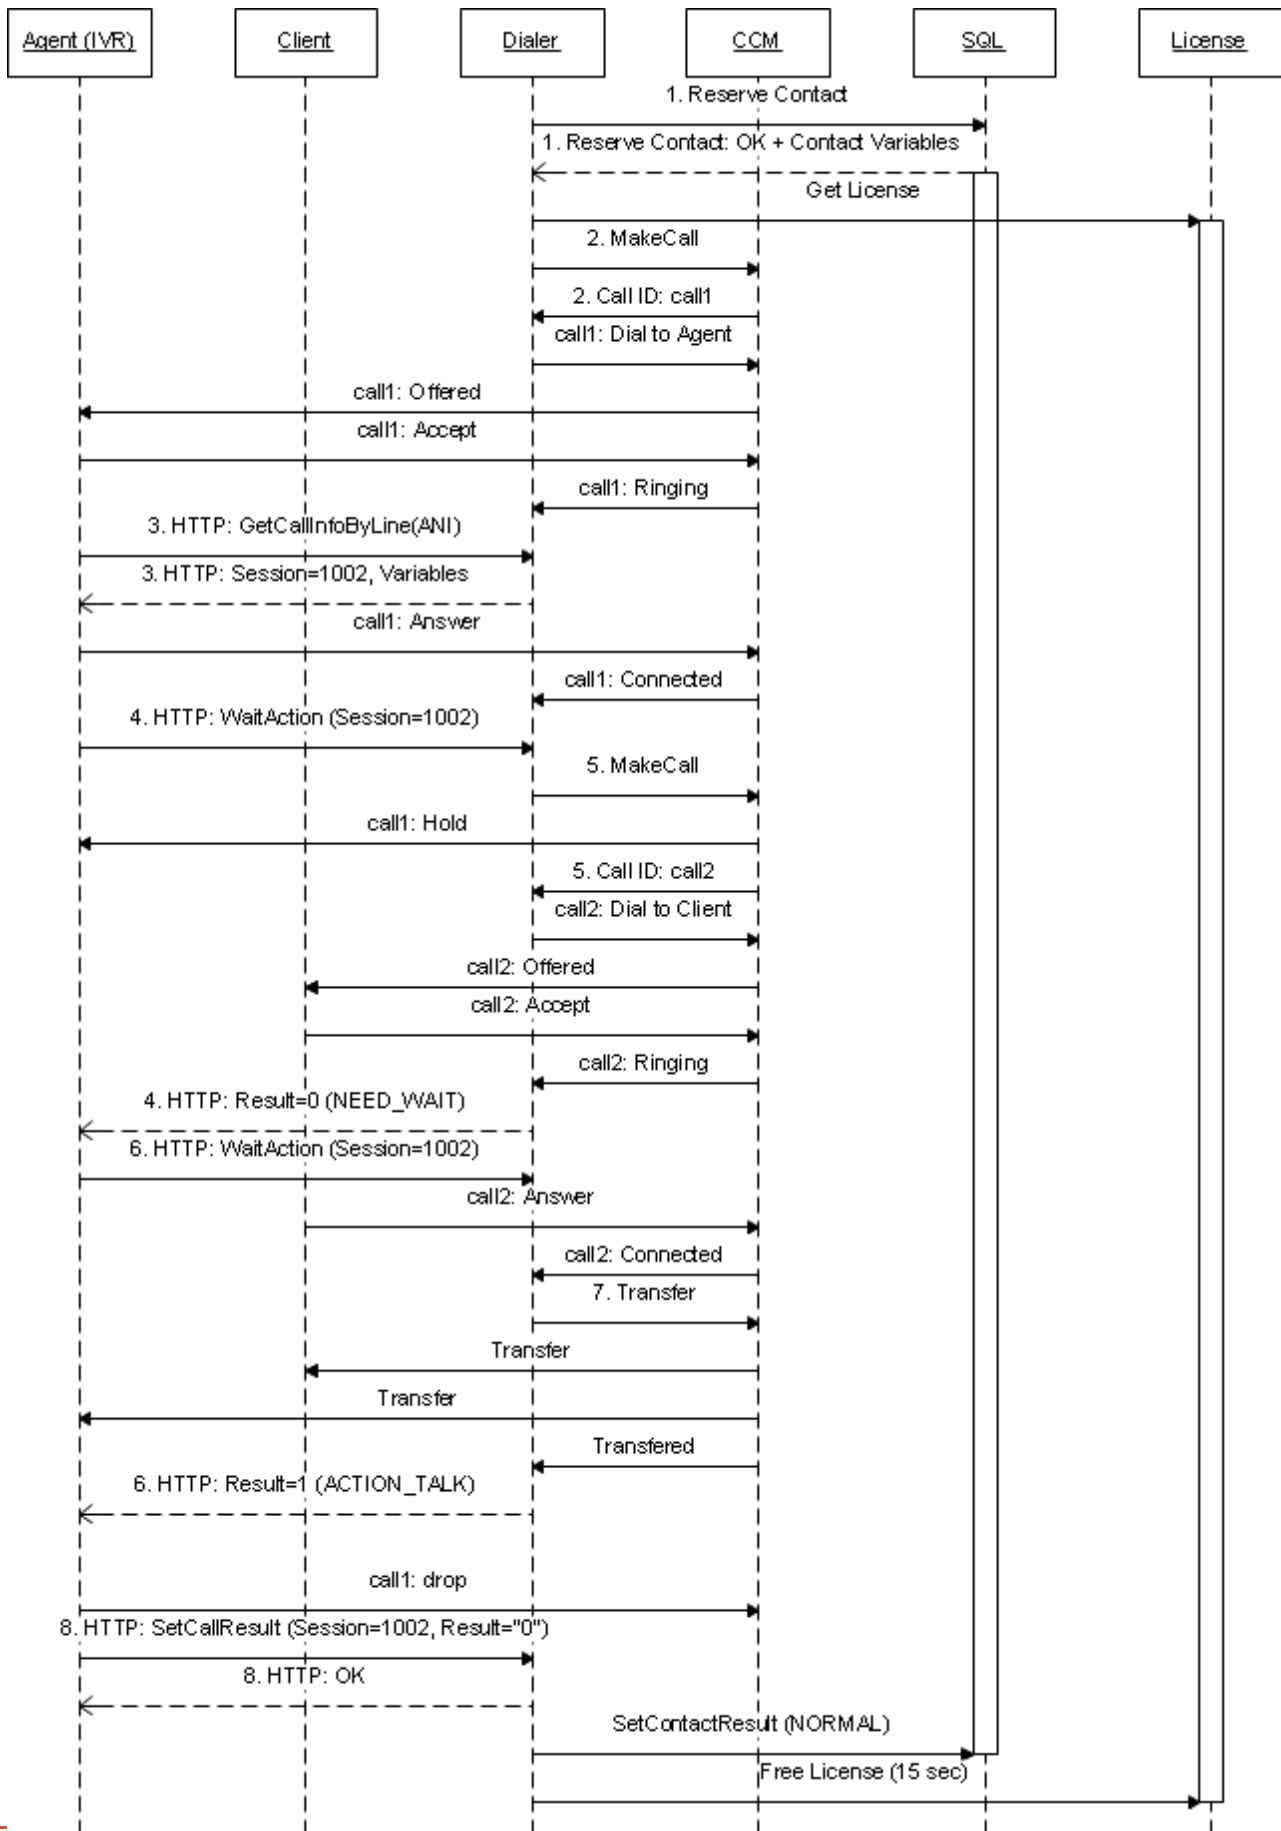 Agent (IVR) Client Dialer CCM SQL License
1. Reserve Contact
1. Reserve Contact: OK + Contact Variables
Get License
2. MakeCall
2. Call ID: call1
call1: Dial to Agent
call1: Offered
call1: Accept
call1: Ringing
3. HTTP: GetCallInfoByLine(ANI)
3. HTTP: Session=1002, Variables
call1: Answer
call1: Connected
4. HTTP: WaitAction (Session=1002)
5. MakeCall
call1: Hold
5. Call ID: call2
call2: Dial to Client
call2: Offered
call2: Accept
call2: Ringing
4. HTTP: Result=0 (NEED_WAIT)
6. HTTP: WaitAction (Session=1002)
call2: Answer
call2: Connected
7. Transfer
Transfer
Transfer
Transfered
6. HTTP: Result=1 (ACTION_TALK)
call1: drop
8. HTTP: SetCallResult (Session=1002, Result="0")
8. HTTP: OK
SetContactResult (NORMAL)
Free License (15 sec)